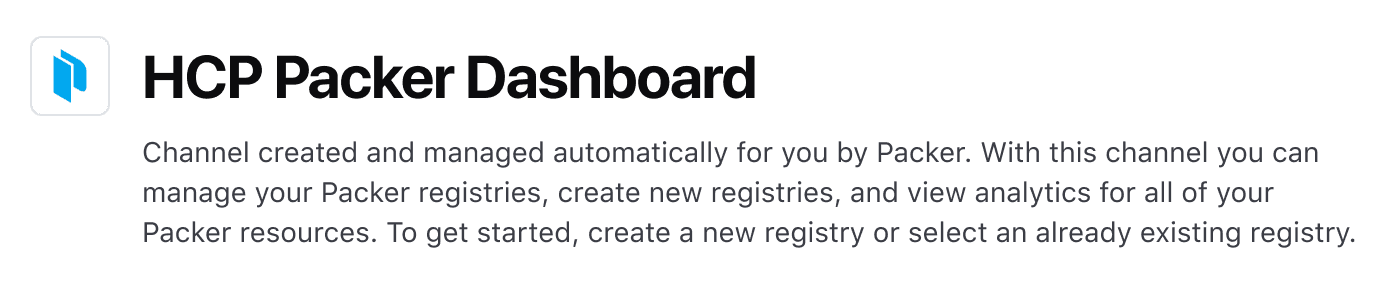 HCP Packer Dashboard
Channel created and managed automatically for you by Packer. With this channel you can
manage your Packer registries, create new registries, and view analytics for all of your
Packer resources. To get started, create a new registry or select an already existing registry.